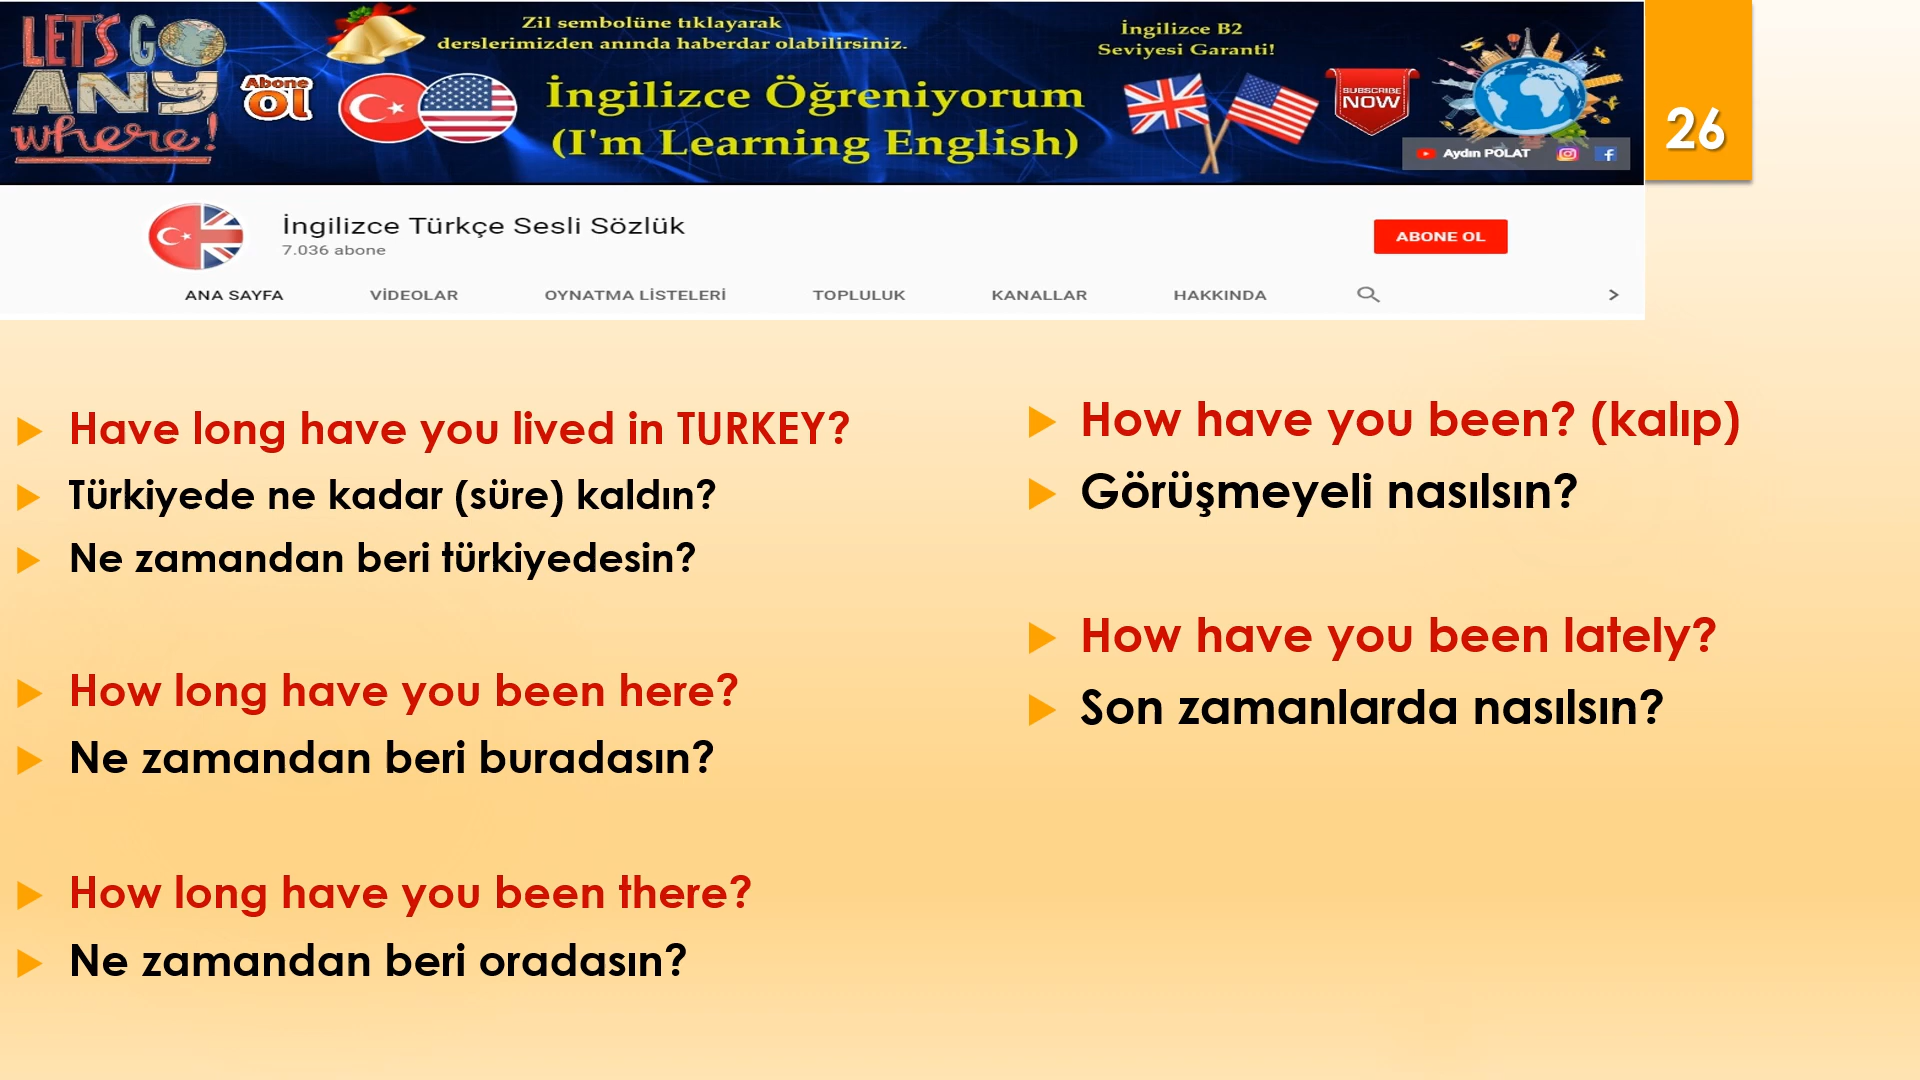 LET'S GO
ANY
where!
Abone
Ol
Zil sembolüne tıklayarak
derslerimizden anında haberdar olabilirsiniz.
İngilizce Öğreniyorum
(I'm Learning English)
İngilizce B2
Seviyesi Garanti!
SUBSCRIBE
NOW
Aydın POLAT
26
İngilizce Türkçe Sesli Sözlük
7.036 abone
ABONE OL
ANA SAYFA VİDEOLAR OYNATMA LİSTELERİ TOPLULUK KANALLAR HAKKINDA
Have long have you lived in TURKEY?
Türkiyede ne kadar (süre) kaldın?
Ne zamandan beri türkiyedesin?
How long have you been here?
Ne zamandan beri buradasın?
How long have you been there?
Ne zamandan beri oradasın?
How have you been? (kalıp)
Görüşmeyeli nasılsın?
How have you been lately?
Son zamanlarda nasılsın?